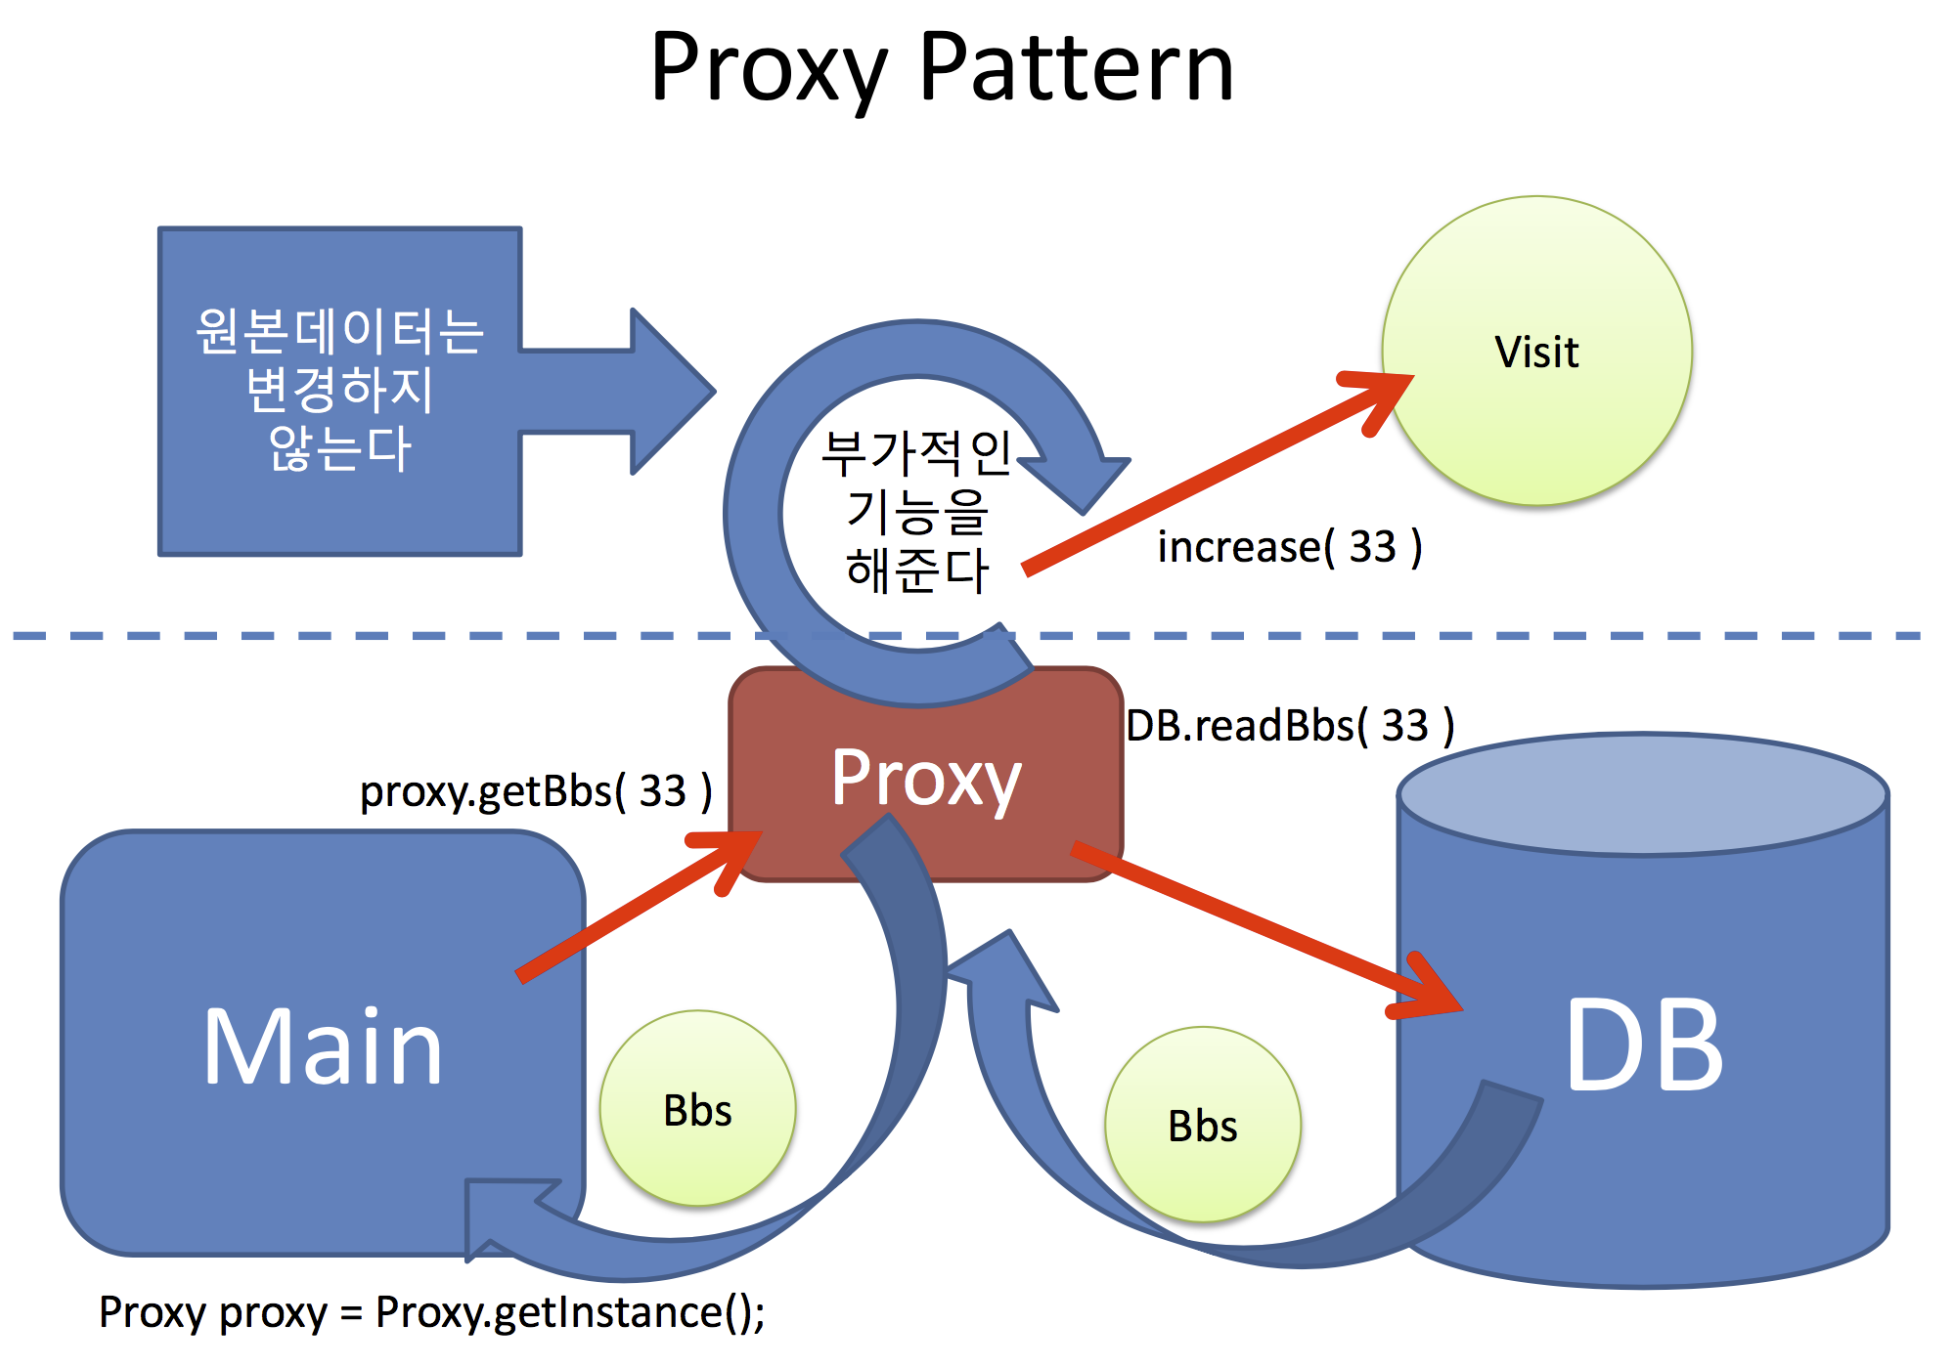 Proxy Pattern
원본데이터는
변경하지
않는다
부가적인
기능을
해준다
Visit
increase( 33 )
DB.readBbs( 33 )
proxy.getBbs( 33 )
Proxy
Main
Bbs
Bbs
DB
Proxy proxy = Proxy.getInstance();